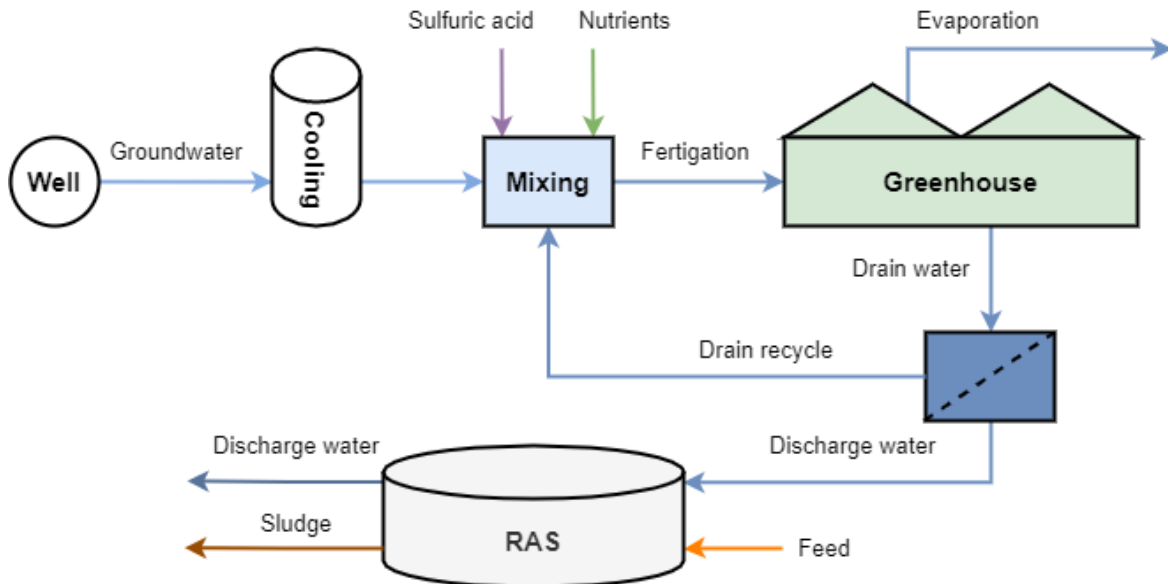 Sulfuric acid
Nutrients
Evaporation
Groundwater
Cooling
Well
Mixing
Fertigation
Greenhouse
Drain water
Drain recycle
Discharge water
Discharge water
Sludge
RAS
Feed